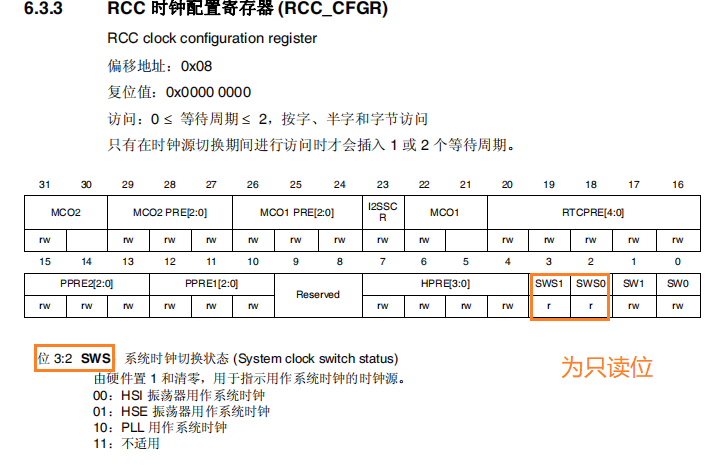 6.3.3 RCC 时钟配置寄存器 (RCC_CFGR)
RCC clock configuration register
偏移地址：0x08
复位值：0x0000 0000
访问：0 ≤ 等待周期 ≤ 2，按字、半字和字节访问
只有在时钟源切换期间进行访问时才会插入 1 或 2 个等待周期。
31 30 29 28 27 26 25 24 23 22 21 20 19 18 17 16
MCO2 MCO2 PRE[2:0] MCO1 PRE[2:0] I2SSC R MCO1 RTCPRE[4:0]
rw rw rw rw rw rw rw rw rw rw rw rw rw rw
15 14 13 12 11 10 9 8 7 6 5 4 3 2 1 0
PPRE2[2:0] PPRE1[2:0] Reserved HPRE[3:0] SWS1 SWS0 SW1 SW0
rw rw rw rw rw rw rw rw rw rw r r rw rw
位 3:2 SWS：系统时钟切换状态 (System clock switch status)
由硬件置 1 和清零，用于指示用作系统时钟的时钟源。
00：HSI 振荡器用作系统时钟
01：HSE 振荡器用作系统时钟
10：PLL 用作系统时钟
11：不适用
为只读位